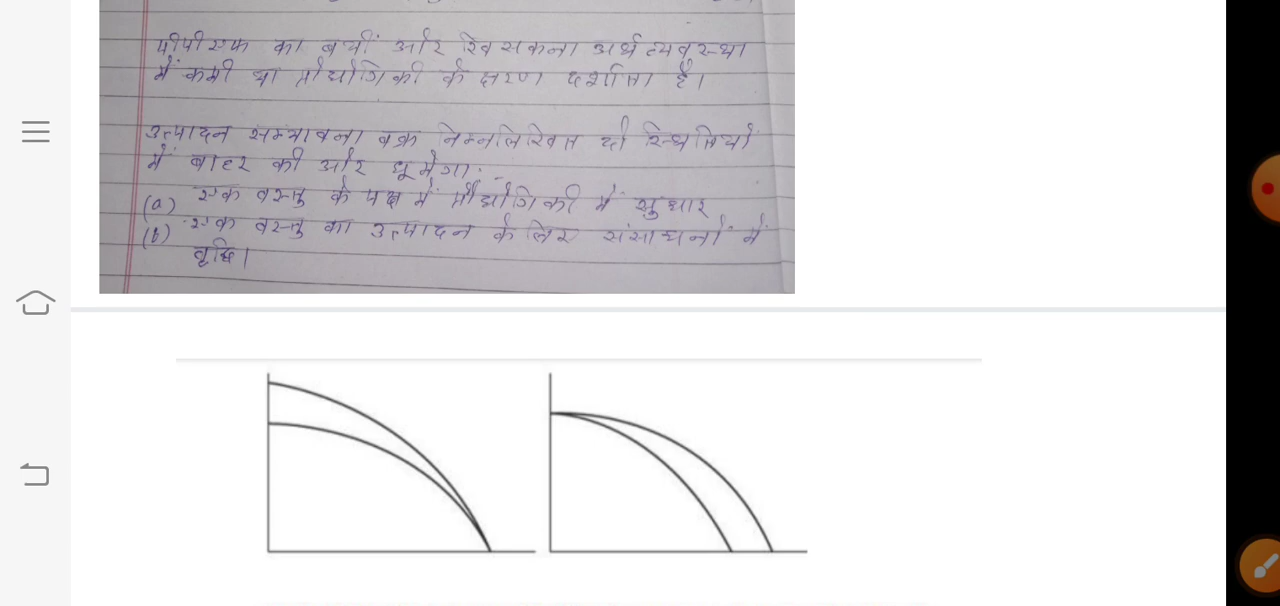 पीपीएफ का बायीं ओर खिसकना अर्थव्यवस्था
में कमी या प्रौद्योगिकी के क्षरण दर्शाता है।
उत्पादन सम्भावना वक्र निम्नलिखित दो स्थितियों
में बाहर की ओर घूमेगा:-
(a) एक वस्तु के पक्ष में प्रौद्योगिकी में सुधार
(b) एक वस्तु का उत्पादन के लिए संसाधनों में
वृद्धि।